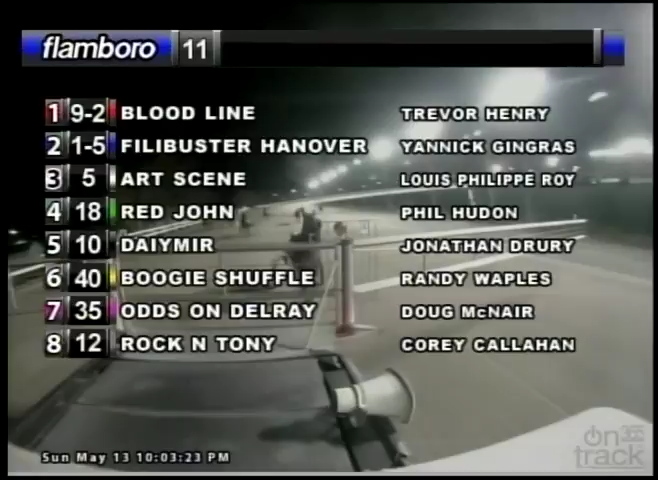 flamboro 11
1 9-2 BLOOD LINE TREVOR HENRY
2 1-5 FILIBUSTER HANOVER YANNICK GINGRAS
3 5 ART SCENE LOUIS PHILIPPE ROY
4 18 RED JOHN PHIL HUDON
5 10 DAIYMIR JONATHAN DRURY
6 40 BOOGIE SHUFFLE RANDY WAPLES
7 35 ODDS ON DELRAY DOUG McNAIR
8 12 ROCK N TONY COREY CALLAHAN
Sun May 13 10:03:23 PM
on
track